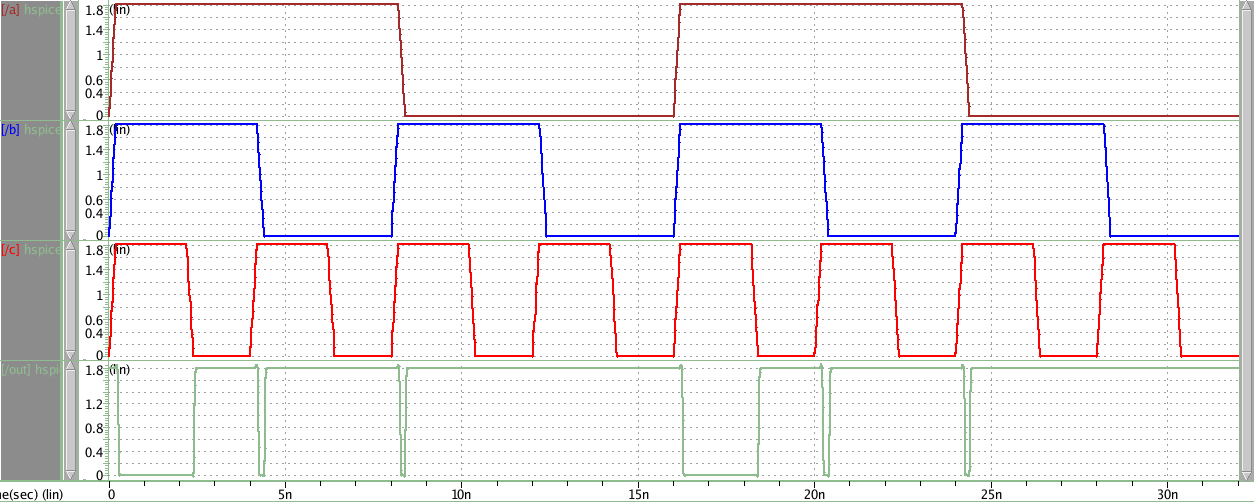 [/a] hspice
(lin)
1.8
1.4
1
0.6
0.4
0
[/b] hspice
(lin)
1.8
1.4
1
0.6
0.4
0
[/c] hspice
(lin)
1.8
1.4
1
0.6
0.4
0
[/out] hspi
(lin)
1.8
1.2
0.8
0.4
0
ne(sec) (lin) 0 5n 10n 15n 20n 25n 30n